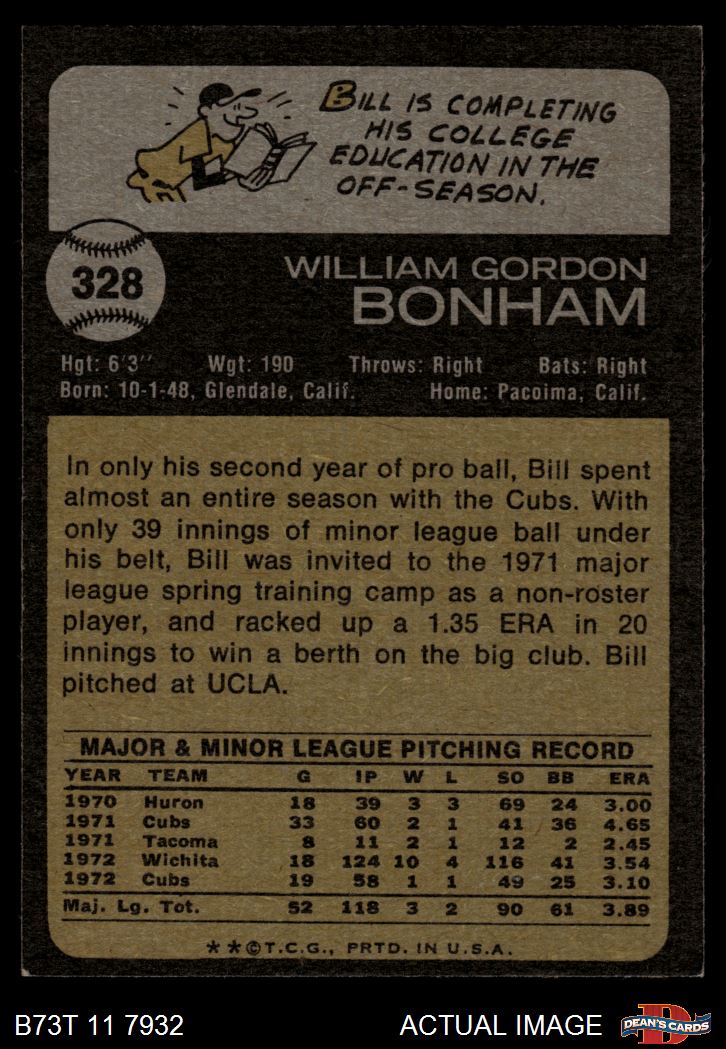 BILL IS COMPLETING
HIS COLLEGE
EDUCATION IN THE
OFF-SEASON.
328
WILLIAM GORDON
BONHAM
Hgt: 6'3" Wgt: 190 Throws: Right Bats: Right
Born: 10-1-48, Glendale, Calif. Home: Pacoima, Calif.
In only his second year of pro ball, Bill spent
almost an entire season with the Cubs. With
only 39 innings of minor league ball under
his belt, Bill was invited to the 1971 major
league spring training camp as a non-roster
player, and racked up a 1.35 ERA in 20
innings to win a berth on the big club. Bill
pitched at UCLA.
MAJOR & MINOR LEAGUE PITCHING RECORD
YEAR TEAM G IP W L SO BB ERA
1970 Huron 18 39 3 3 69 24 3.00
1971 Cubs 33 60 2 1 41 36 4.65
1971 Tacoma 8 11 2 1 12 2 2.45
1972 Wichita 18 124 10 4 116 41 3.54
1972 Cubs 19 58 1 1 49 25 3.10
Maj. Lg. Tot. 52 118 3 2 90 61 3.89
**©T.C.G., PRTD. IN U.S.A.
B73T 11 7932 ACTUAL IMAGE
D
DEAN'S CARDS